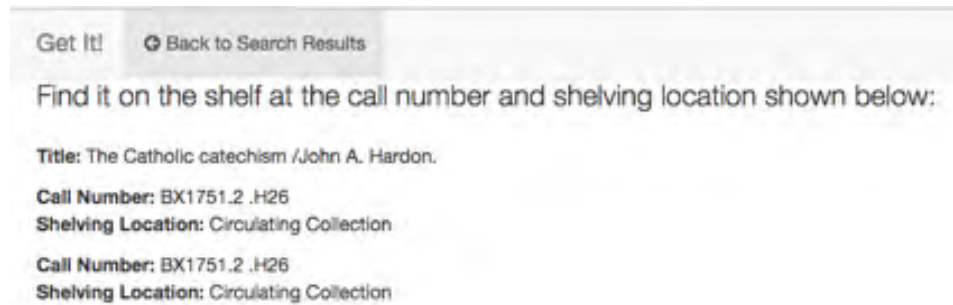 Get It! Back to Search Results
Find it on the shelf at the call number and shelving location shown below:
Title: The Catholic catechism /John A. Hardon.
Call Number: BX1751.2 .H26
Shelving Location: Circulating Collection
Call Number: BX1751.2 .H26
Shelving Location: Circulating Collection